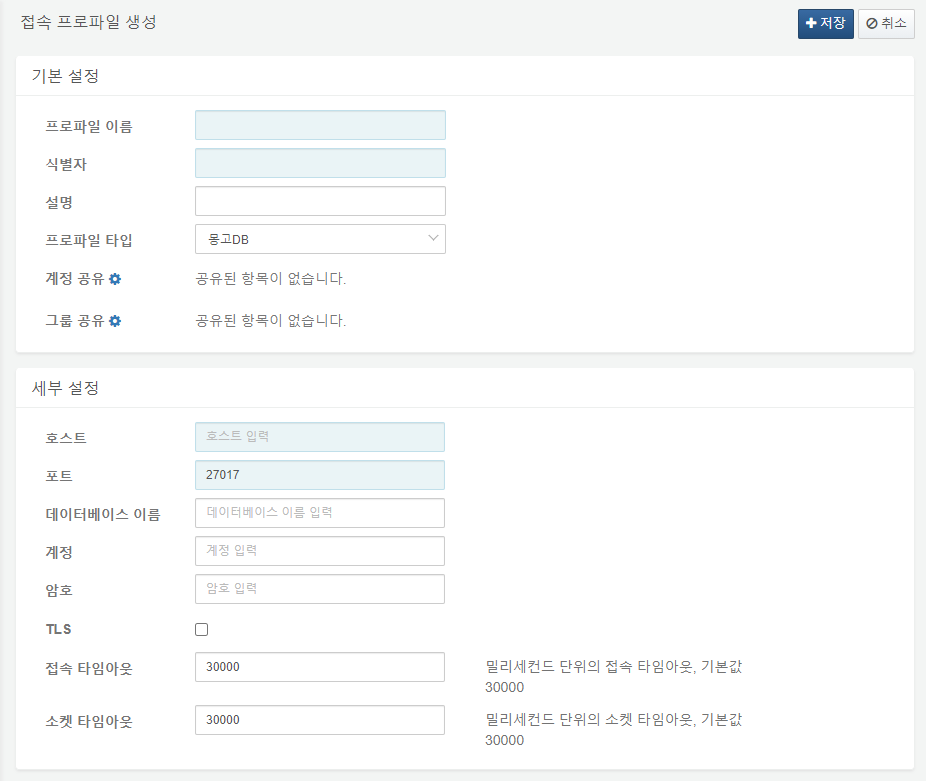 접속 프로파일 생성
저장 취소
기본 설정
프로파일 이름
식별자
설명
프로파일 타입 몽고DB
계정 공유 공유된 항목이 없습니다.
그룹 공유 공유된 항목이 없습니다.
세부 설정
호스트 호스트 입력
포트 27017
데이터베이스 이름 데이터베이스 이름 입력
계정 계정 입력
암호 암호 입력
TLS
접속 타임아웃 30000 밀리세컨드 단위의 접속 타임아웃, 기본값
30000
소켓 타임아웃 30000 밀리세컨드 단위의 소켓 타임아웃, 기본값
30000